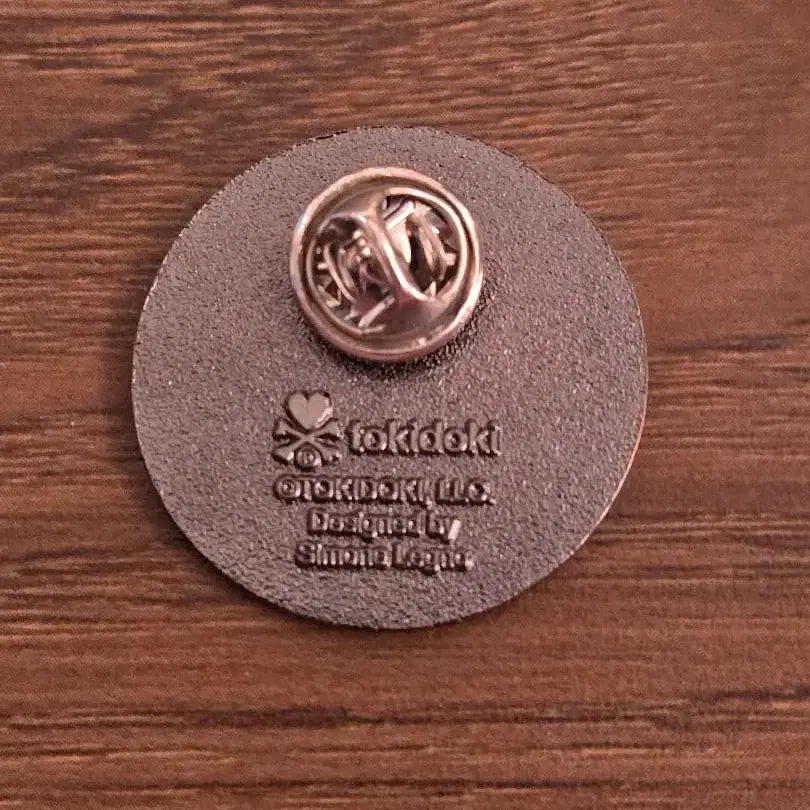 tokidoki
®
©TOKIDOKI, LLC.
Designed by
Simone Legno